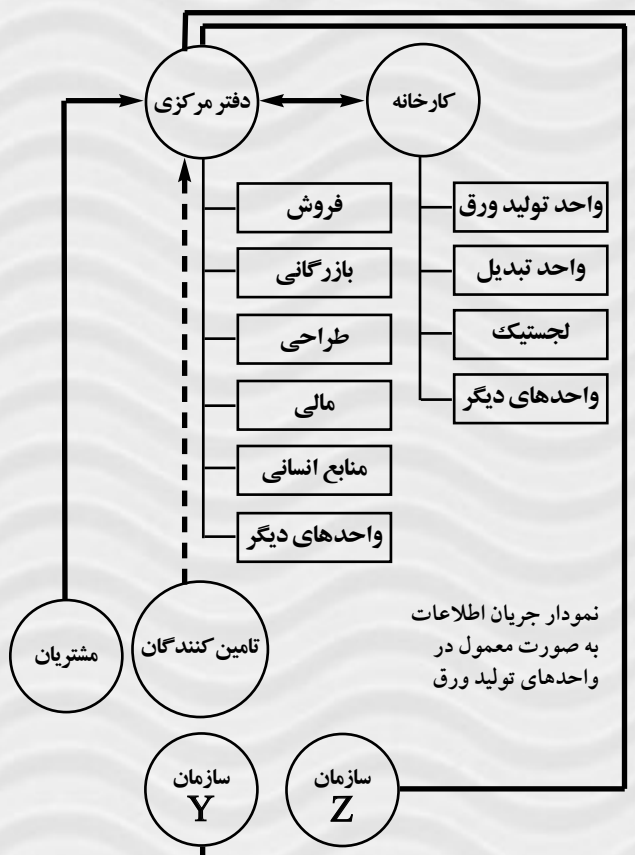 دفتر مرکزی
کارخانه
فروش
بازرگانی
طراحی
مالی
منابع انسانی
واحدهای دیگر
واحد تولید ورق
واحد تبدیل
لجستیک
واحدهای دیگر
مشتریان
تامین کنندگان
نمودار جریان اطلاعات
به صورت معمول در
واحدهای تولید ورق
سازمان
Y
سازمان
Z